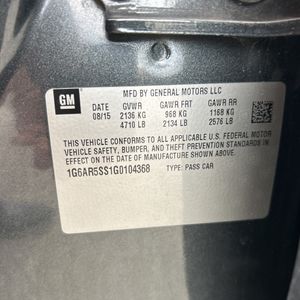 GM
MFD BY GENERAL MOTORS LLC
DATE GVWR GAWR FRT GAWR RR
08/15 2136 KG 968 KG 1168 KG
4710 LB 2134 LB 2576 LB
THIS VEHICLE CONFORMS TO ALL APPLICABLE U.S. FEDERAL MOTOR
VEHICLE SAFETY, BUMPER, AND THEFT PREVENTION STANDARDS IN
EFFECT ON THE DATE OF MANUFACTURE SHOWN ABOVE.
1G6AR5SS1G0104368
TYPE: PASS CAR